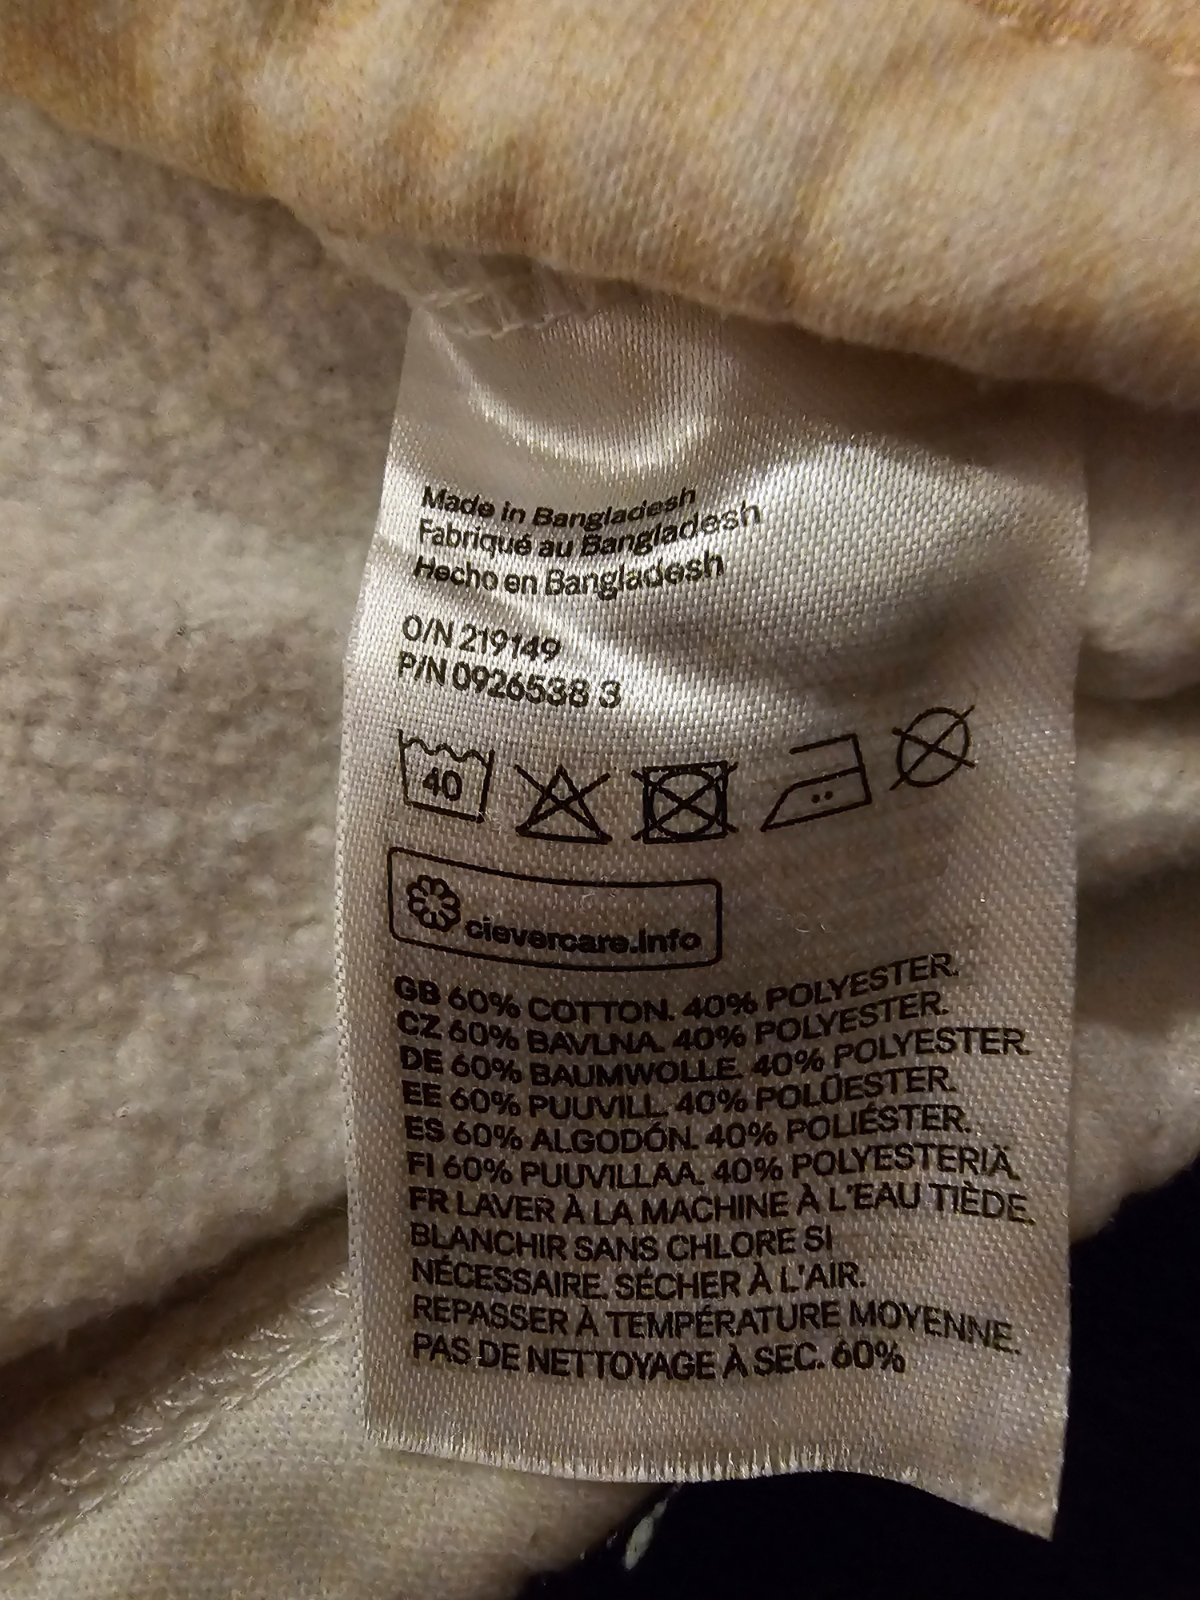 Made in Bangladesh
Fabriqué au Bangladesh
Hecho en Bangladesh
O/N 219149
P/N 0926538 3
40
clevercare.info
GB 60% COTTON. 40% POLYESTER.
CZ 60% BAVLNA. 40% POLYESTER.
DE 60% BAUMWOLLE. 40% POLYESTER.
EE 60% PUUVILL. 40% POLÜESTER.
ES 60% ALGODÓN. 40% POLIÉSTER.
FI 60% PUUVILLAA. 40% POLYESTERIÄ.
FR LAVER À LA MACHINE À L'EAU TIÈDE.
BLANCHIR SANS CHLORE SI
NÉCESSAIRE. SÉCHER À L'AIR.
REPASSER À TEMPÉRATURE MOYENNE.
PAS DE NETTOYAGE À SEC. 60%